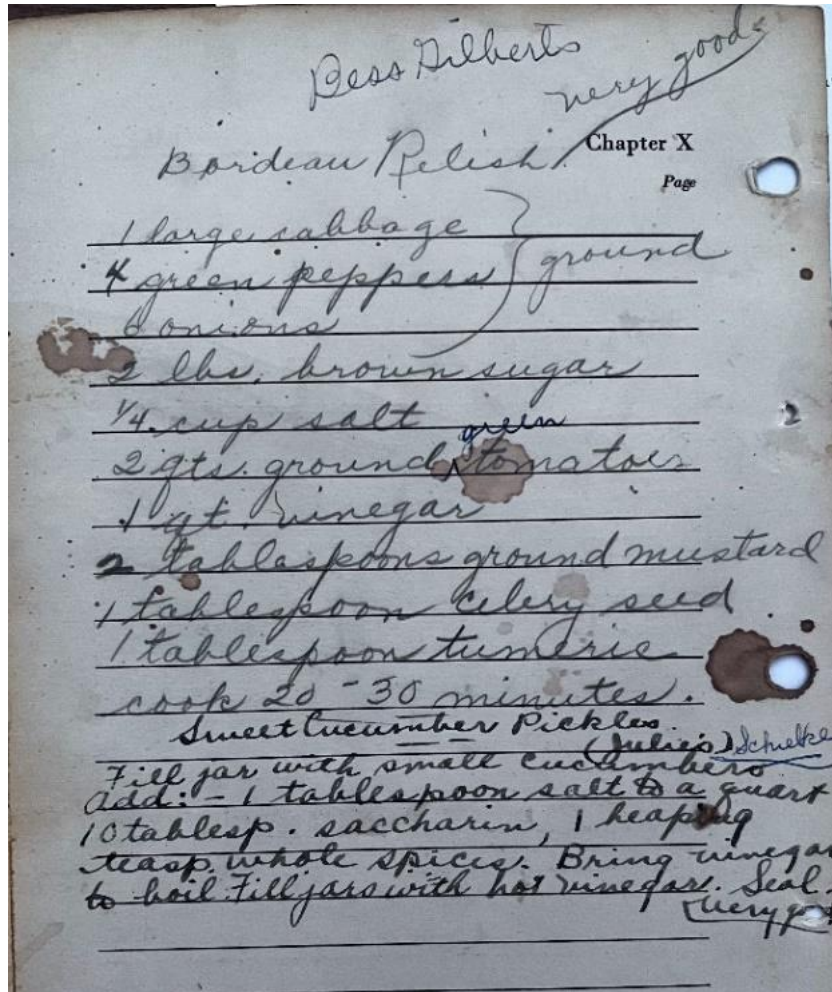 Bess Gilberts
very good
Bordeau Relish
Chapter X
Page
1 large cabbage
4 green peppers
ground
6 onions
2 lbs. brown sugar
1/4 cup salt
green
2 qts. ground tomatoes
1 qt. vinegar
2 tablespoons ground mustard
1 tablespoon celery seed
1 tablespoon tumeric
cook 20-30 minutes.
Sweet Cucumber Pickles
(Julie's)
Fill jar with small cucumbers
add:- 1 tablespoon salt to a quart
10 tablesp. saccharin, 1 heaping
teasp. whole spices. Bring vinegar
to boil. Fill jars with hot vinegar. Seal.
very
2